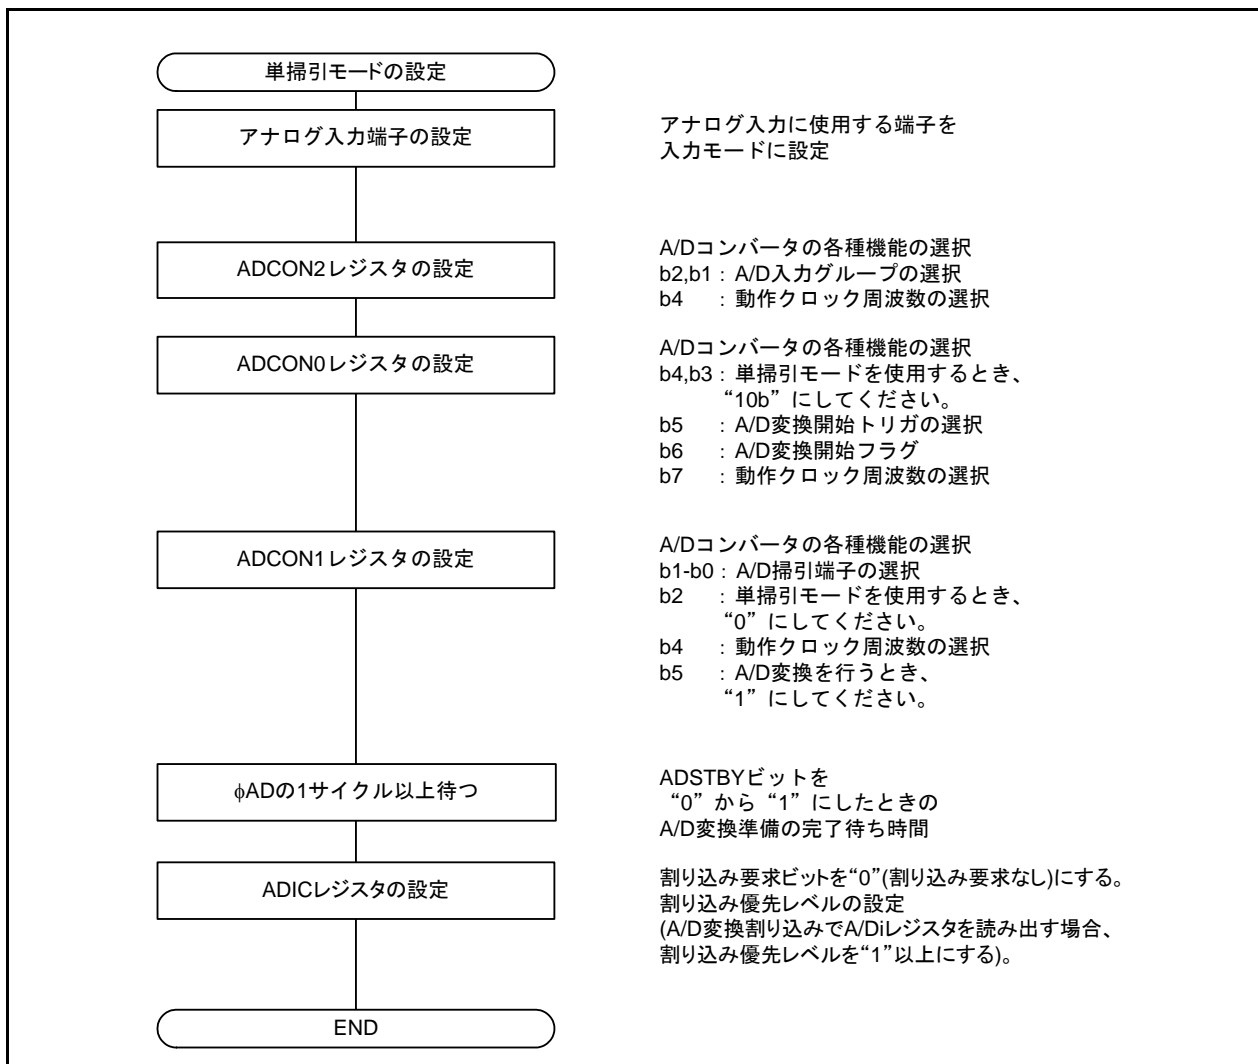 単掃引モードの設定
アナログ入力端子の設定
アナログ入力に使用する端子を
入力モードに設定
ADCON2レジスタの設定
A/Dコンバータの各種機能の選択
b2,b1 : A/D入力グループの選択
b4 : 動作クロック周波数の選択
ADCON0レジスタの設定
A/Dコンバータの各種機能の選択
b4,b3 : 単掃引モードを使用するとき、
“10b”にしてください。
b5 : A/D変換開始トリガの選択
b6 : A/D変換開始フラグ
b7 : 動作クロック周波数の選択
ADCON1レジスタの設定
A/Dコンバータの各種機能の選択
b1-b0 : A/D掃引端子の選択
b2 : 単掃引モードを使用するとき、
“0”にしてください。
b4 : 動作クロック周波数の選択
b5 : A/D変換を行うとき、
“1”にしてください。
φADの1サイクル以上待つ
ADSTBYビットを
“0”から“1”にしたときの
A/D変換準備の完了待ち時間
ADICレジスタの設定
割り込み要求ビットを“0”(割り込み要求なし)にする。
割り込み優先レベルの設定
(A/D変換割り込みでA/Diレジスタを読み出す場合、
割り込み優先レベルを“1”以上にする)。
END